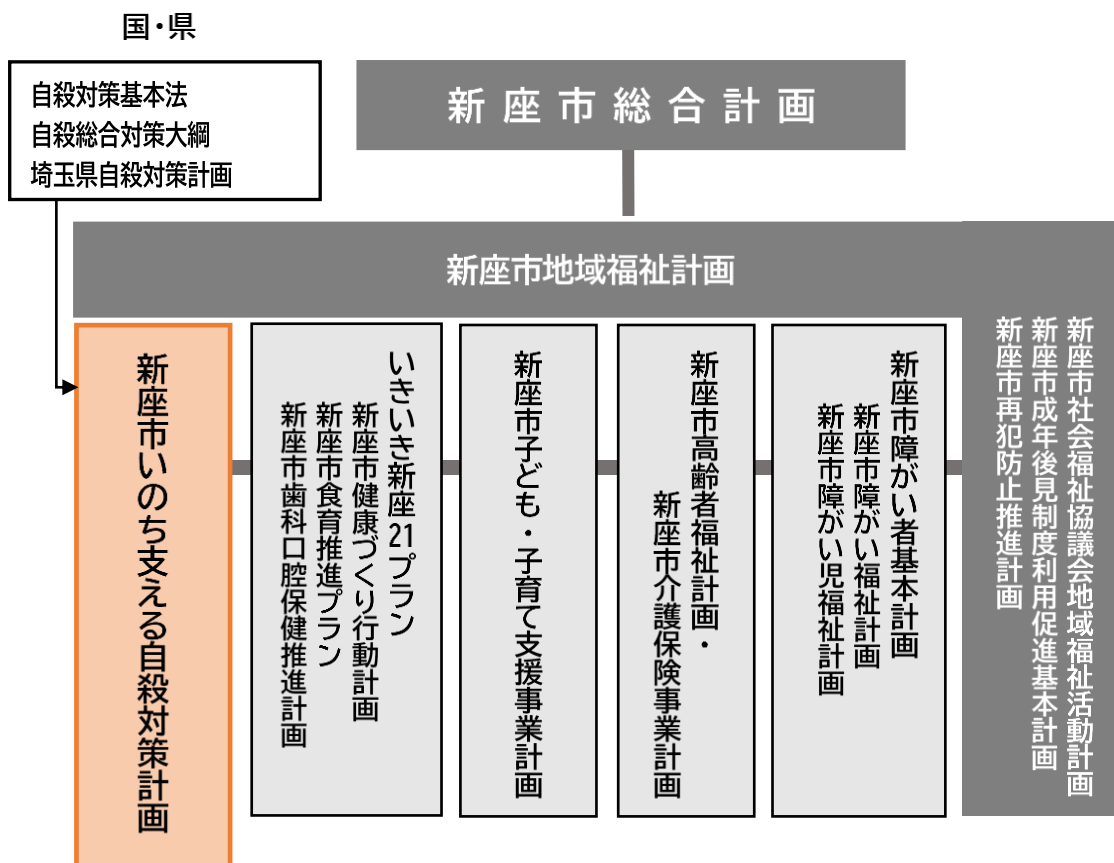 国・県
自殺対策基本法
自殺総合対策大綱
埼玉県自殺対策計画
新座市総合計画
新座市地域福祉計画
新座市いのち支える自殺対策計画
いきいき新座21プラン
新座市健康づくり行動計画
新座市食育推進プラン
新座市歯科口腔保健推進計画
新座市子ども・子育て支援事業計画
新座市高齢者福祉計画・
新座市介護保険事業計画
新座市障がい者基本計画
新座市障がい福祉計画
新座市障がい児福祉計画
新座市社会福祉協議会地域福祉活動計画
新座市成年後見制度利用促進基本計画
新座市再犯防止推進計画